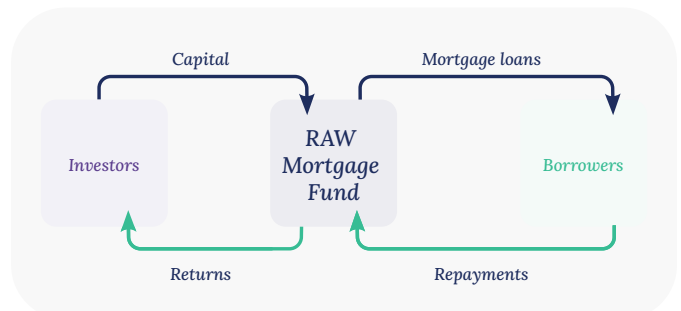 Capital
Mortgage loans
Investors
RAW
Mortgage
Fund
Borrowers
Returns
Repayments